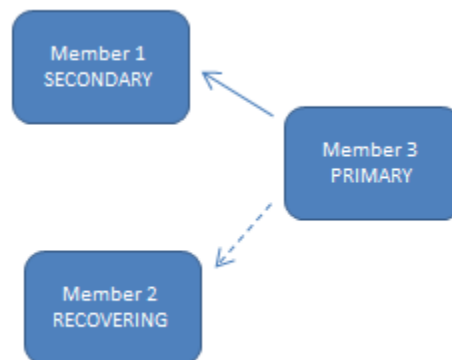 Member 1
SECONDARY
Member 3
PRIMARY
Member 2
RECOVERING